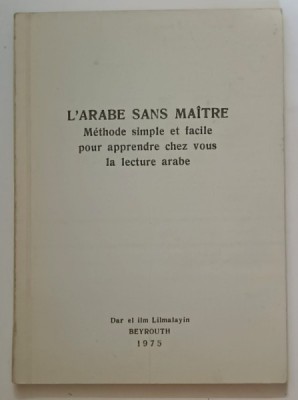 L'ARABE SANS MAÎTRE
Méthode simple et facile
pour apprendre chez vous
la lecture arabe
Dar el ilm Lilmalayin
BEYROUTH
1975